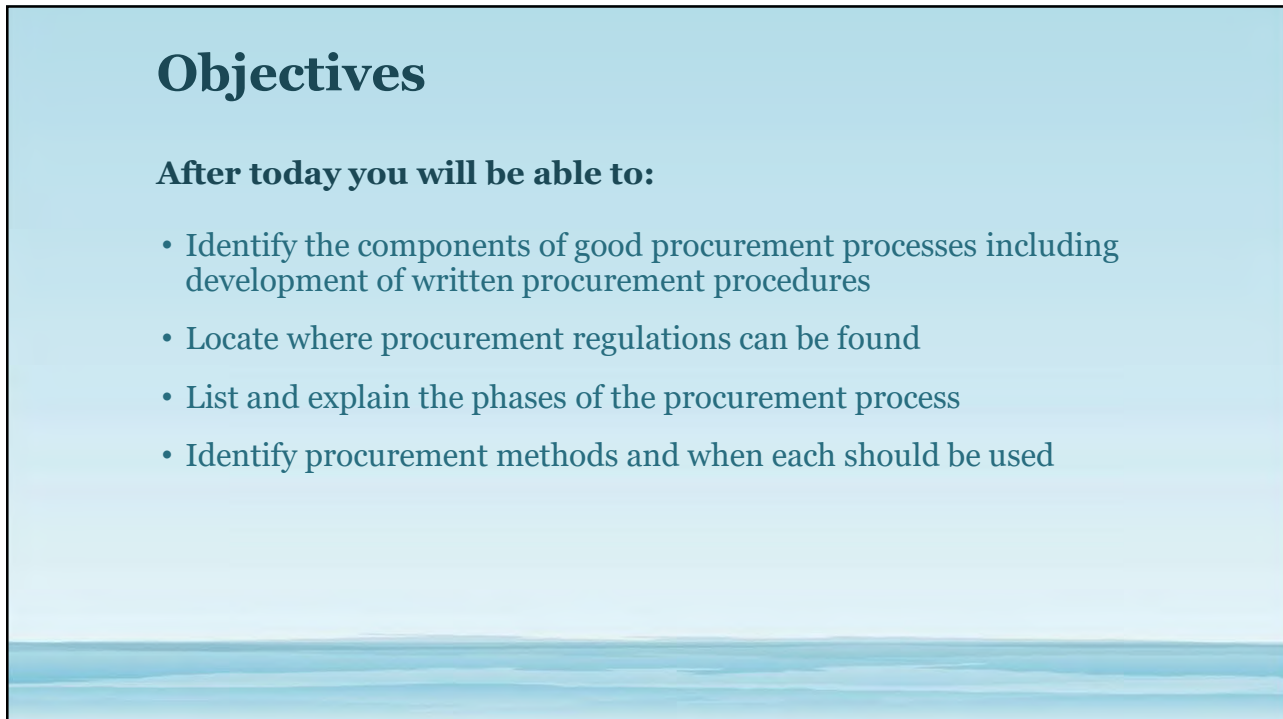 Objectives
After today you will be able to:
• Identify the components of good procurement processes including
development of written procurement procedures
• Locate where procurement regulations can be found
• List and explain the phases of the procurement process
• Identify procurement methods and when each should be used